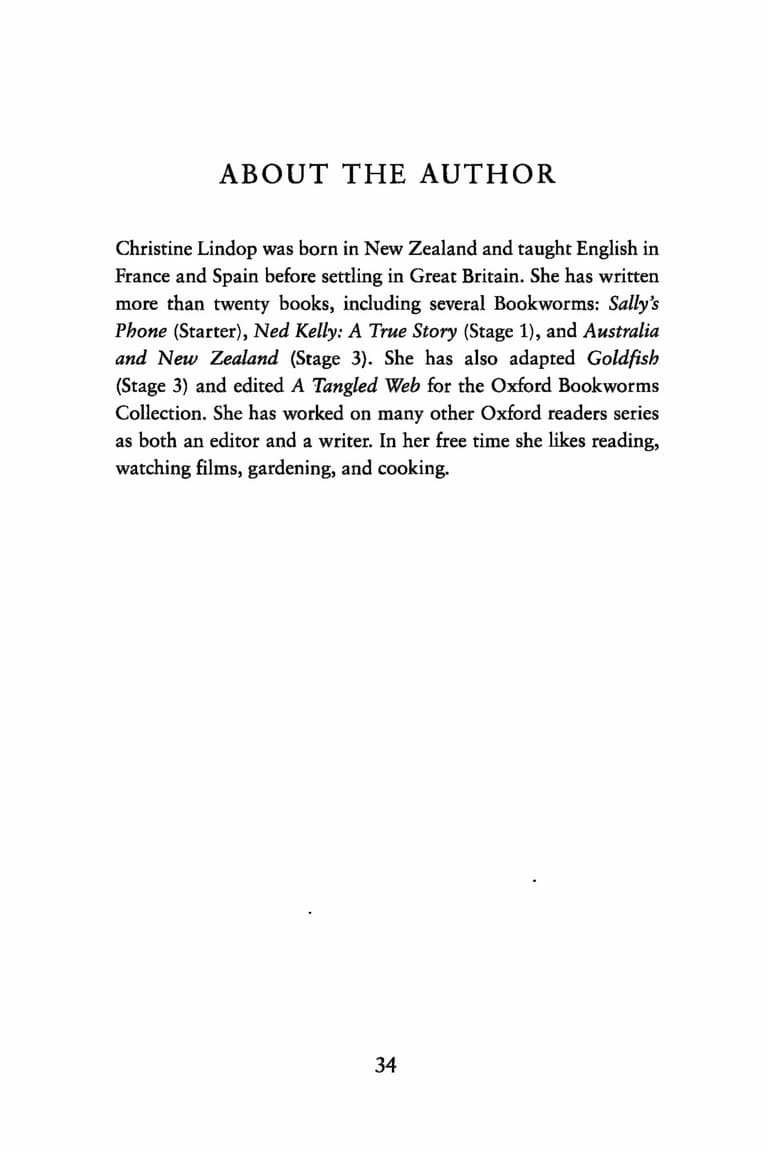 ABOUT THE AUTHOR
Christine Lindop was born in New Zealand and taught English in
France and Spain before settling in Great Britain. She has written
more than twenty books, including several Bookworms: Sally's
Phone (Starter), Ned Kelly: A True Story (Stage 1), and Australia
and New Zealand (Stage 3). She has also adapted Goldfish
(Stage 3) and edited A Tangled Web for the Oxford Bookworms
Collection. She has worked on many other Oxford readers series
as both an editor and a writer. In her free time she likes reading,
watching films, gardening, and cooking.
34